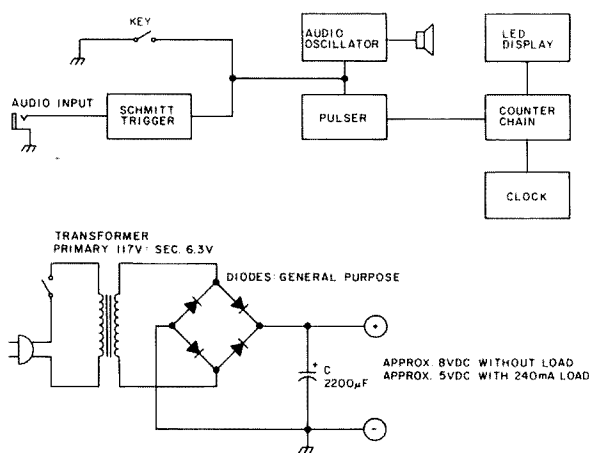 KEY
AUDIO
OSCILLATOR
LED
DISPLAY
AUDIO INPUT
SCHMITT
TRIGGER
PULSER
COUNTER
CHAIN
CLOCK
TRANSFORMER
PRIMARY 117V: SEC. 6.3V
DIODES: GENERAL PURPOSE
+
+
C
2200µF
APPROX. 8VDC WITHOUT LOAD
APPROX. 5VDC WITH 240mA LOAD
-